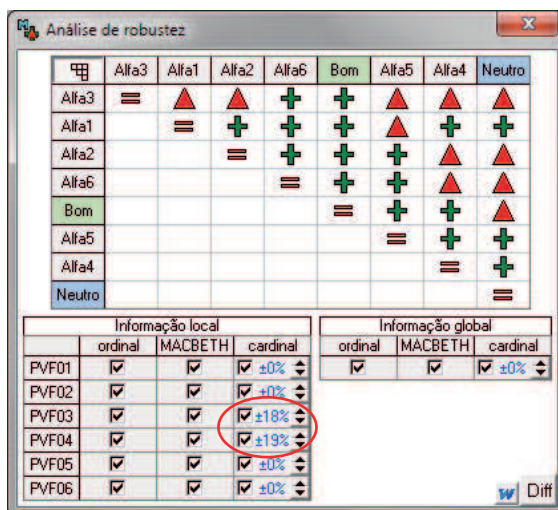 Análise de robustez
Alfa3 Alfa1 Alfa2 Alfa6 Bom Alfa5 Alfa4 Neutro
Alfa3
Alfa1
Alfa2
Alfa6
Bom
Alfa5
Alfa4
Neutro
Informação local
ordinal MACBETH cardinal
PVF01 ±0%
PVF02 ±0%
PVF03 ±18%
PVF04 ±19%
PVF05 ±0%
PVF06 ±0%
Informação global
ordinal MACBETH cardinal
±0%
w Diff